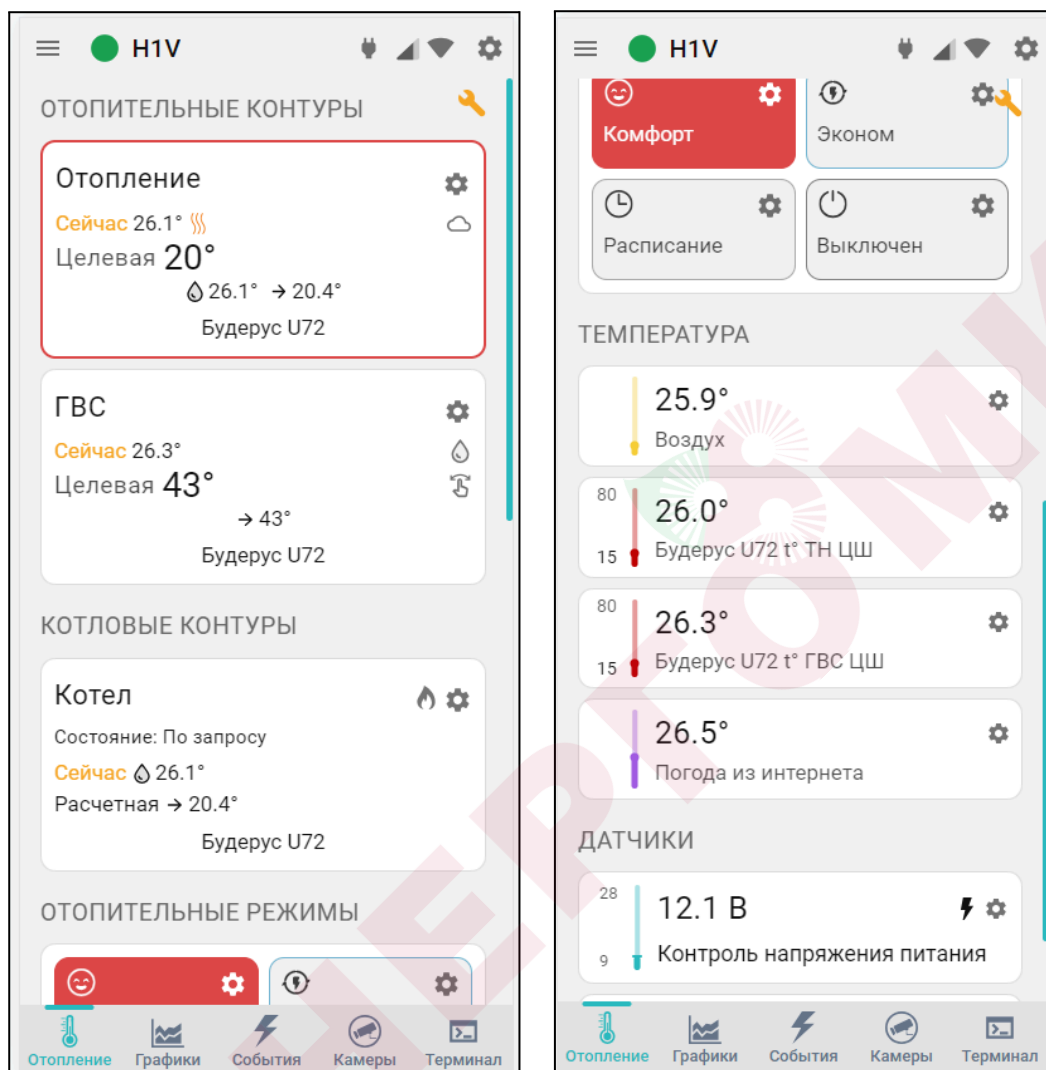 H1V
ОТОПИТЕЛЬНЫЕ КОНТУРЫ
Отопление
Сейчас 26.1°
Целевая 20°
26.1° → 20.4°
Будерус U72
ГВС
Сейчас 26.3°
Целевая 43°
→ 43°
Будерус U72
КОТЛОВЫЕ КОНТУРЫ
Котел
Состояние: По запросу
Сейчас 26.1°
Расчетная → 20.4°
Будерус U72
ОТОПИТЕЛЬНЫЕ РЕЖИМЫ
Отопление Графики События Камеры Терминал
H1V
Комфорт Эконом
Расписание Выключен
ТЕМПЕРАТУРА
25.9°
Воздух
80
26.0°
15 Будерус U72 t° ТН ЦШ
80
26.3°
15 Будерус U72 t° ГВС ЦШ
26.5°
Погода из интернета
ДАТЧИКИ
28
12.1 В
9 Контроль напряжения питания
Отопление Графики События Камеры Терминал